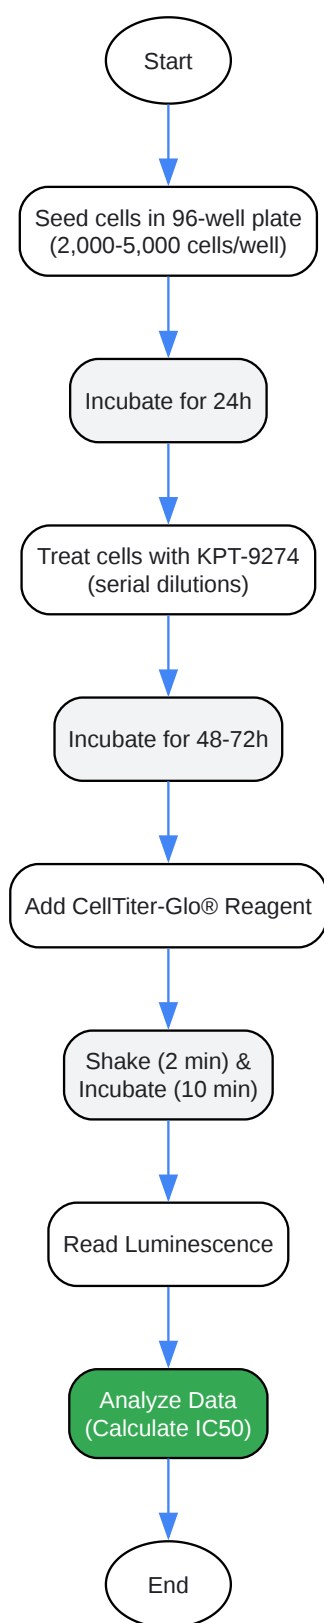 Start
Seed cells in 96-well plate
(2,000-5,000 cells/well)
Incubate for 24h
Treat cells with KPT-9274
(serial dilutions)
Incubate for 48-72h
Add CellTiter-Glo® Reagent
Shake (2 min) &
Incubate (10 min)
Read Luminescence
Analyze Data
(Calculate IC50)
End